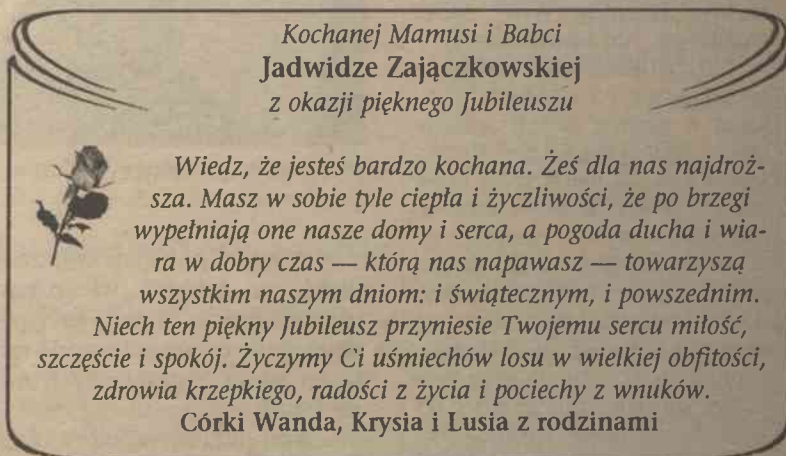 Kochanej Mamusi i Babci
Jadwidze Zajączkowskiej
z okazji pięknego Jubileuszu
Wiedz, że jesteś bardzo kochana. Żeś dla nas najdroż-
sza. Masz w sobie tyle ciepła i życzliwości, że po brzegi
wypełniają one nasze domy i serca, a pogoda ducha i wia-
ra w dobry czas — którą nas napawasz — towarzyszą
wszystkim naszym dniom: i świątecznym, i powszednim.
Niech ten piękny Jubileusz przyniesie Twojemu sercu miłość,
szczęście i spokój. Życzymy Ci uśmiechów losu w wielkiej obfitości,
zdrowia krzepkiego, radości z życia i pociechy z wnuków.
Córki Wanda, Krysia i Lusia z rodzinami